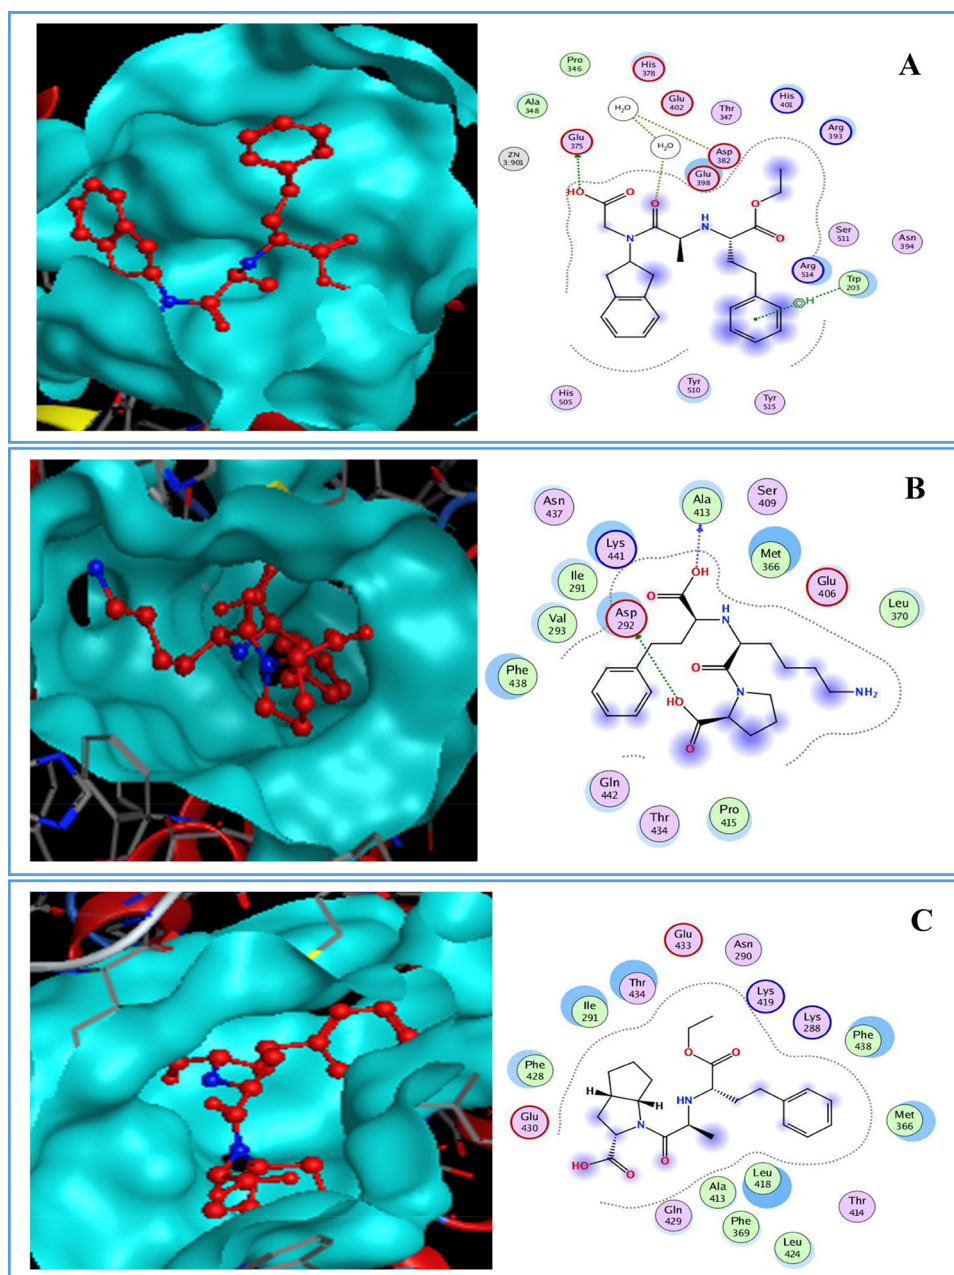 A
Pro
346
His
378
Glu
402
Thr
347
His
401
Arg
393
Ala
348
H₂O
H₂O
Glu
375
Asp
382
Glu
398
ZN
3:901
HO
O
O
O
N
HN
O
Ser
511
Asn
394
Arg
514
Trp
203
H
His
505
Tyr
510
Tyr
515
B
Asn
437
Ala
413
Ser
409
Lys
441
Met
366
Ile
291
Glu
406
Val
293
Asp
292
Leu
370
Phe
438
OH
O
HN
O
N
NH₂
HO
O
Gln
442
Thr
434
Pro
415
C
Glu
433
Asn
290
Thr
434
Lys
419
Ile
291
Lys
288
Phe
438
Phe
428
Glu
430
Met
366
O
O
H
H
HN
N
HO
O
O
Leu
418
Ala
413
Gln
429
Phe
369
Thr
414
Leu
424